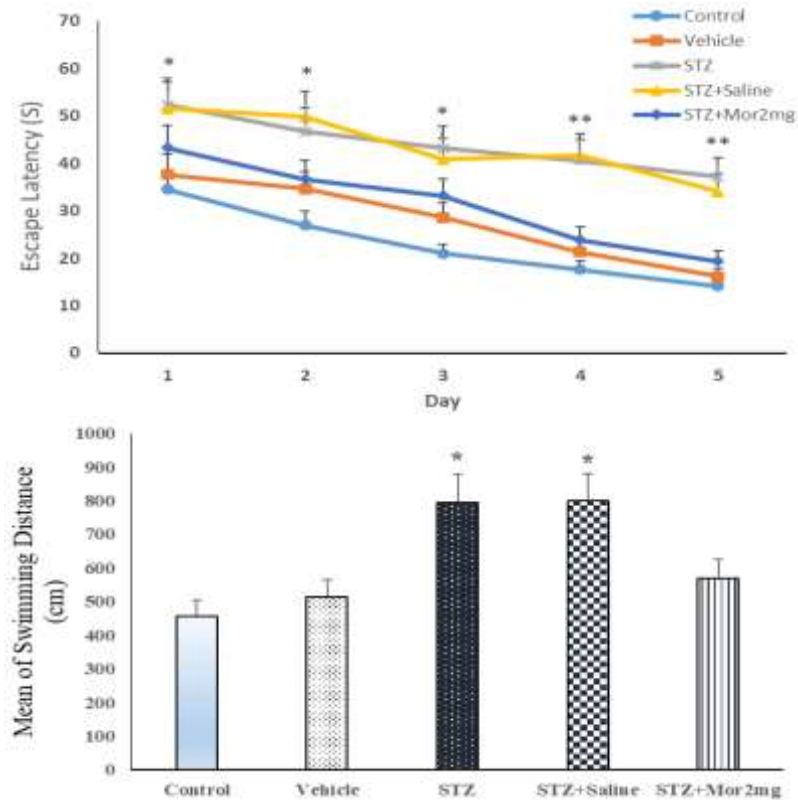 70
60
50
40
30
20
10
0
Escape Latency (S)
Control
Vehicle
STZ
STZ+Saline
STZ+Mor2mg
*
*
*
**
**
1 2 3 4 5
Day
1000
900
800
700
600
500
400
300
200
100
0
Mean of Swimming Distance
(cm)
*
*
Control Vehicle STZ STZ+Saline STZ+Mor2mg